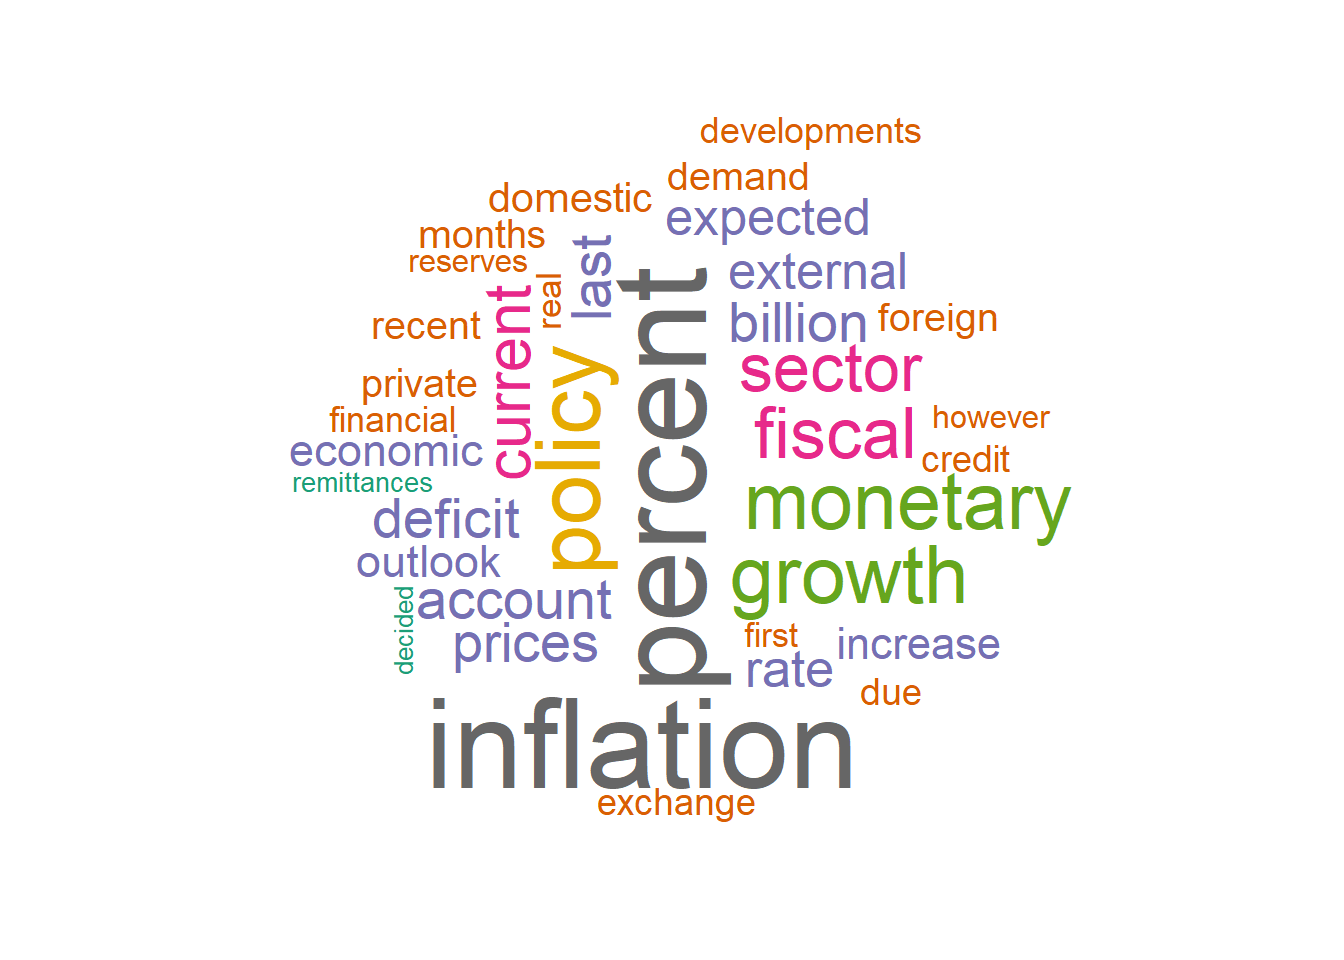 developments
demand
domestic
expected
months
last
reserves
external
real
current
percent
billion
foreign
recent
sector
policy
private
fiscal
however
financial
economic
credit
remittances
monetary
deficit
outlook
growth
account
decided
prices
first
increase
rate
due
inflation
exchange